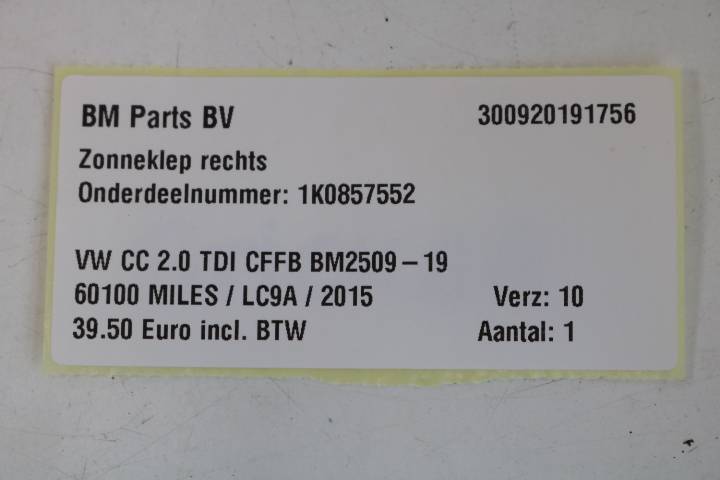 BM Parts BV 300920191756
Zonneklep rechts
Onderdeelnummer: 1K0857552
VW CC 2.0 TDI CFFB BM2509-19
60100 MILES / LC9A / 2015 Verz: 10
39.50 Euro incl. BTW Aantal: 1